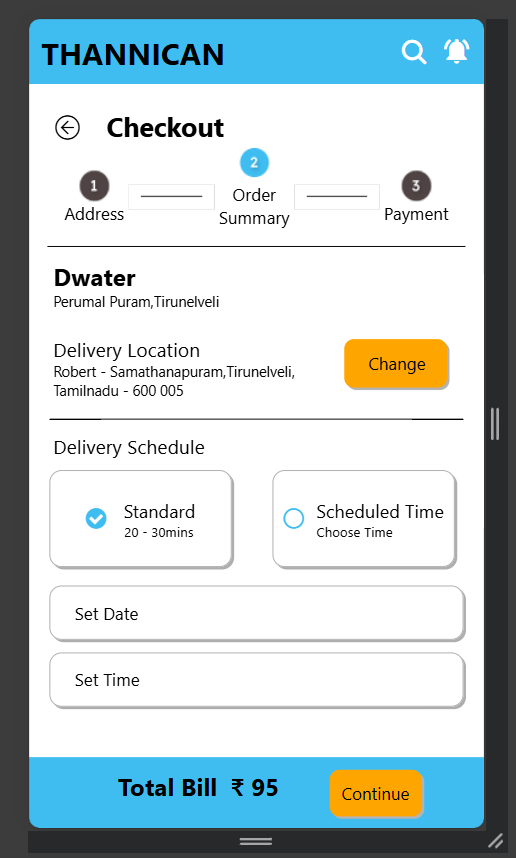 THANNICAN
Checkout
1
2
3
Address
Order
Summary
Payment
Dwater
Perumal Puram,Tirunelveli
Delivery Location
Robert - Samathanapuram,Tirunelveli,
Tamilnadu - 600 005
Change
Delivery Schedule
Standard
20 - 30mins
Scheduled Time
Choose Time
Set Date
Set Time
Total Bill ₹ 95
Continue